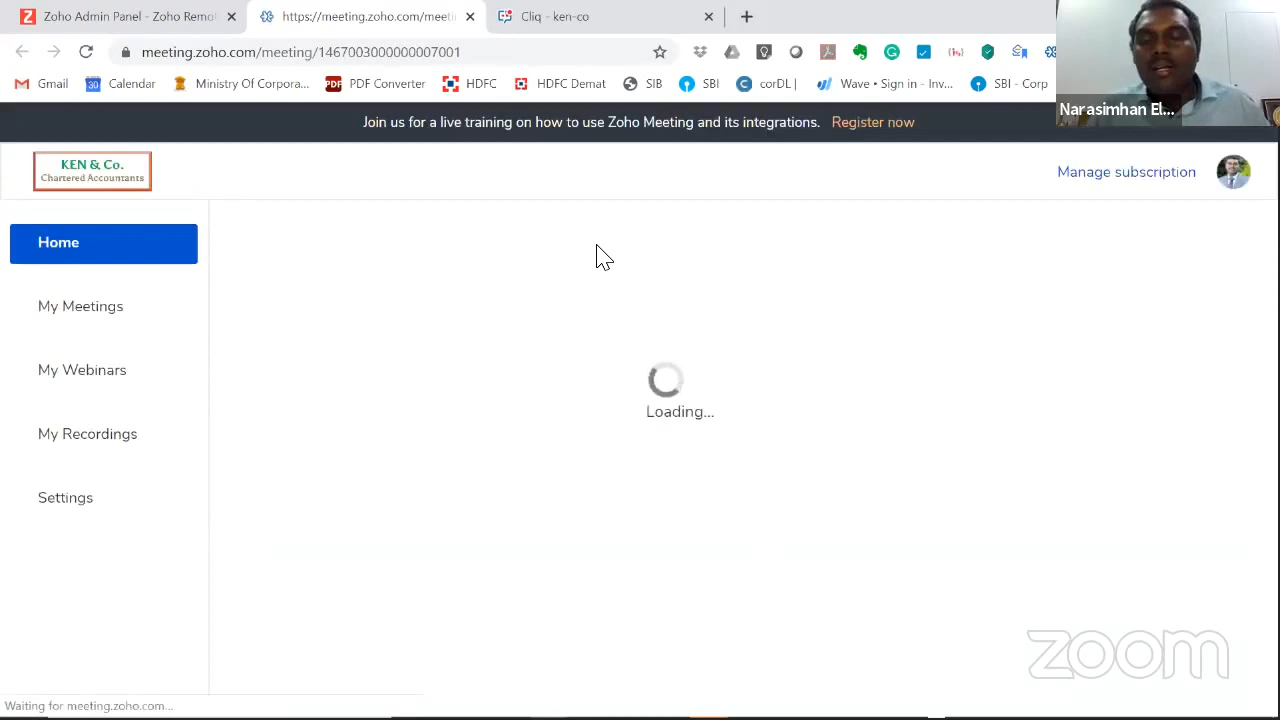 Zoho Admin Panel - Zoho Remo
https://meeting.zoho.com/meeti
Cliq - ken-co
meeting.zoho.com/meeting/1467003000000007001
Gmail
Calendar
Ministry Of Corpora...
PDF Converter
HDFC
HDFC Demat
SIB
SBI
corDL |
Wave • Sign in - Inv...
SBI - Corp
Narasimhan El...
Join us for a live training on how to use Zoho Meeting and its integrations. Register now
KEN & Co.
Chartered Accountants
Manage subscription
Home
My Meetings
My Webinars
My Recordings
Settings
Loading...
zoom
Waiting for meeting.zoho.com...